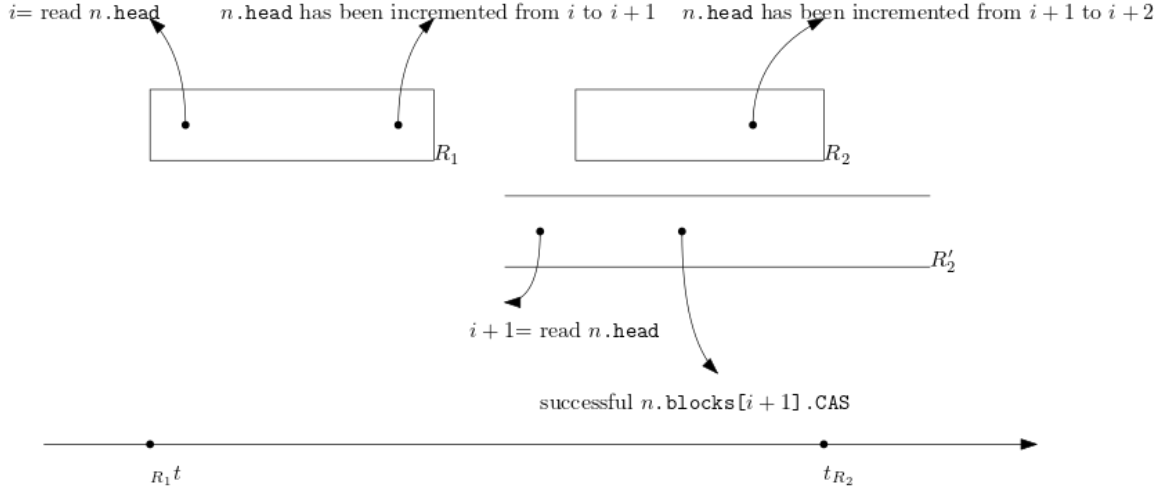 i= read n.head
n.head has been incremented from i to i + 1
n.head has been incremented from i + 1 to i + 2
R₁
R₂
R′₂
i + 1= read n.head
successful n.blocks[i + 1].CAS
R₁t
tR₂